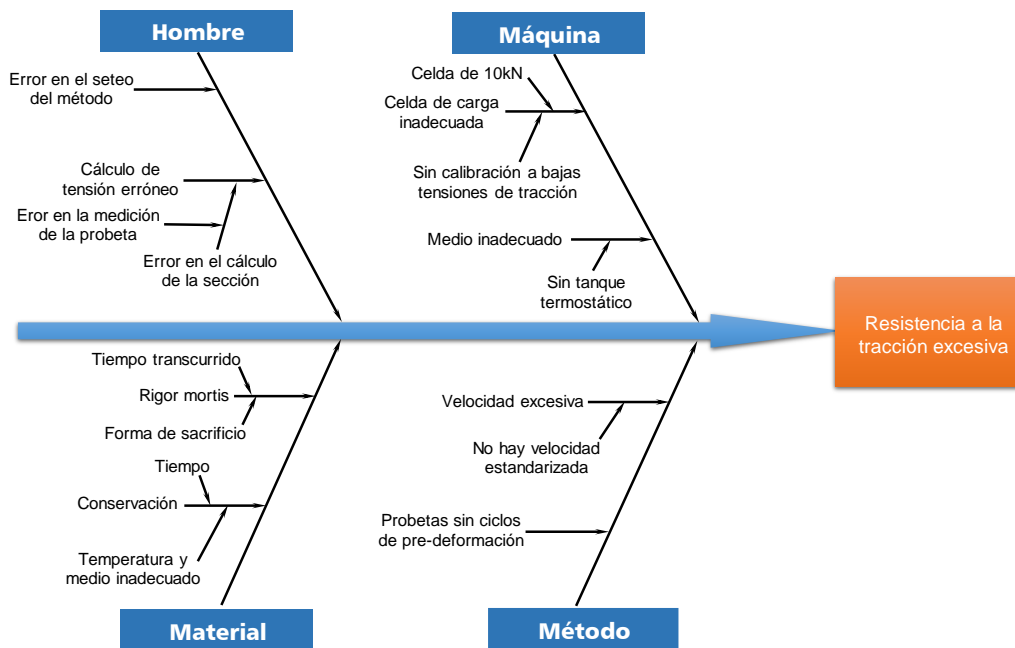 Hombre
Máquina
Error en el seteo
del método
Celda de 10kN
Celda de carga
inadecuada
Cálculo de
tensión erróneo
Sin calibración a bajas
tensiones de tracción
Eror en la medición
de la probeta
Error en el cálculo
de la sección
Medio inadecuado
Sin tanque
termostático
Resistencia a la
tracción excesiva
Tiempo transcurrido
Rigor mortis
Forma de sacrificio
Tiempo
Conservación
Temperatura y
medio inadecuado
Velocidad excesiva
No hay velocidad
estandarizada
Probetas sin ciclos
de pre-deformación
Material
Método